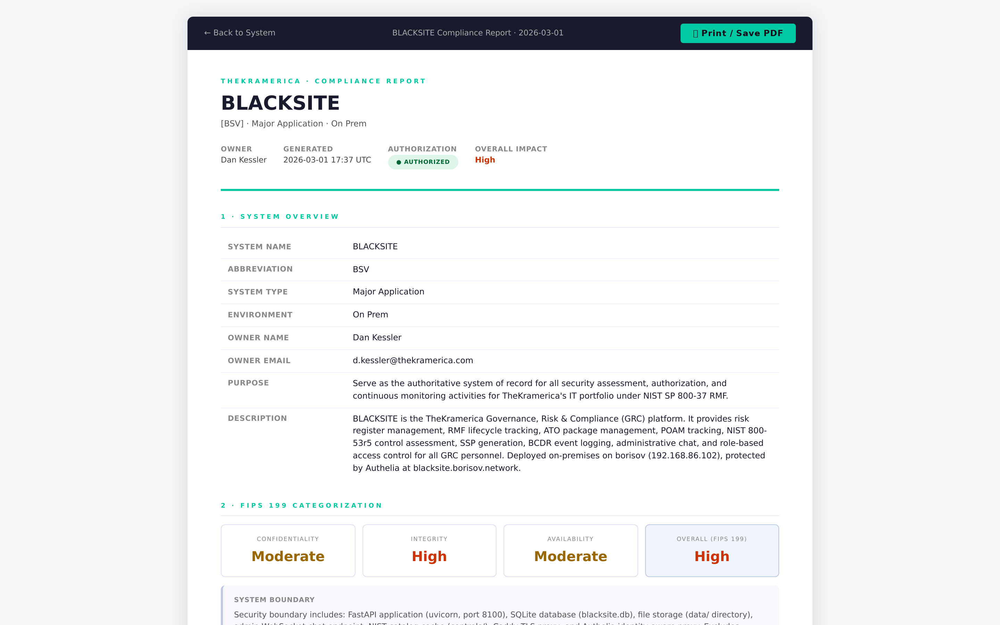 ← Back to System
BLACKSITE Compliance Report · 2026-03-01
Print / Save PDF
THEKRAMERICA · COMPLIANCE REPORT
BLACKSITE
[BSV] · Major Application · On Prem
OWNER
Dan Kessler
GENERATED
2026-03-01 17:37 UTC
AUTHORIZATION
● AUTHORIZED
OVERALL IMPACT
High
1 · SYSTEM OVERVIEW
SYSTEM NAME BLACKSITE
ABBREVIATION BSV
SYSTEM TYPE Major Application
ENVIRONMENT On Prem
OWNER NAME Dan Kessler
OWNER EMAIL d.kessler@thekramerica.com
PURPOSE Serve as the authoritative system of record for all security assessment, authorization, and
continuous monitoring activities for TheKramerica's IT portfolio under NIST SP 800-37 RMF.
DESCRIPTION BLACKSITE is the TheKramerica Governance, Risk & Compliance (GRC) platform. It provides risk
register management, RMF lifecycle tracking, ATO package management, POAM tracking, NIST 800-
53r5 control assessment, SSP generation, BCDR event logging, administrative chat, and role-based
access control for all GRC personnel. Deployed on-premises on borisov (192.168.86.102), protected
by Authelia at blacksite.borisov.network.
2 · FIPS 199 CATEGORIZATION
CONFIDENTIALITY
Moderate
INTEGRITY
High
AVAILABILITY
Moderate
OVERALL (FIPS 199)
High
SYSTEM BOUNDARY
Security boundary includes: FastAPI application (uvicorn, port 8100), SQLite database (blacksite.db), file storage (data/ directory),